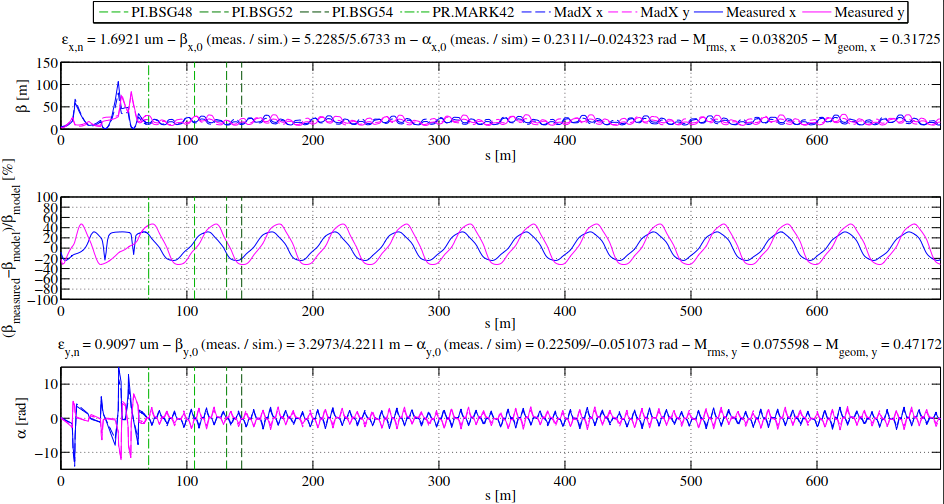 PI.BSG48 PI.BSG52 PI.BSG54 PR.MARK42 MadX x MadX y Measured x Measured y
εx,n = 1.6921 um − βx,0 (meas. / sim.) = 5.2285/5.6733 m − αx,0 (meas. / sim) = 0.2311/−0.024323 rad − Mrms, x = 0.038205 − Mgeom, x = 0.31725
150
100
50
0
β [m]
0 100 200 300 400 500 600
s [m]
(βmeasured−βmodel)/βmodel [%]
100
80
60
40
20
0
−20
−40
−60
−80
−100
0 100 200 300 400 500 600
s [m]
εy,n = 0.9097 um − βy,0 (meas. / sim.) = 3.2973/4.2211 m − αy,0 (meas. / sim) = 0.22509/−0.051073 rad − Mrms, y = 0.075598 − Mgeom, y = 0.47172
10
0
−10
α [rad]
0 100 200 300 400 500 600
s [m]